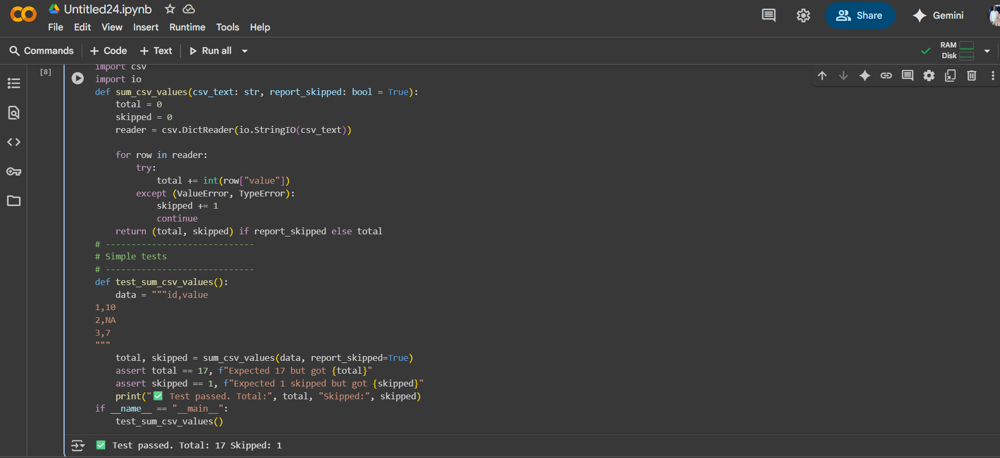 Untitled24.ipynb
File Edit View Insert Runtime Tools Help
Share
Gemini
Commands + Code + Text Run all
RAM
Disk
[8]
import csv
import io
def sum_csv_values(csv_text: str, report_skipped: bool = True):
    total = 0
    skipped = 0
    reader = csv.DictReader(io.StringIO(csv_text))
    for row in reader:
        try:
            total += int(row["value"])
        except (ValueError, TypeError):
            skipped += 1
            continue
    return (total, skipped) if report_skipped else total
# -----------------------------
# Simple tests
# -----------------------------
def test_sum_csv_values():
    data = """id,value
1,10
2,NA
3,7
"""
    total, skipped = sum_csv_values(data, report_skipped=True)
    assert total == 17, f"Expected 17 but got {total}"
    assert skipped == 1, f"Expected 1 skipped but got {skipped}"
    print("✅ Test passed. Total:", total, "Skipped:", skipped)
if __name__ == "__main__":
    test_sum_csv_values()
✅ Test passed. Total: 17 Skipped: 1